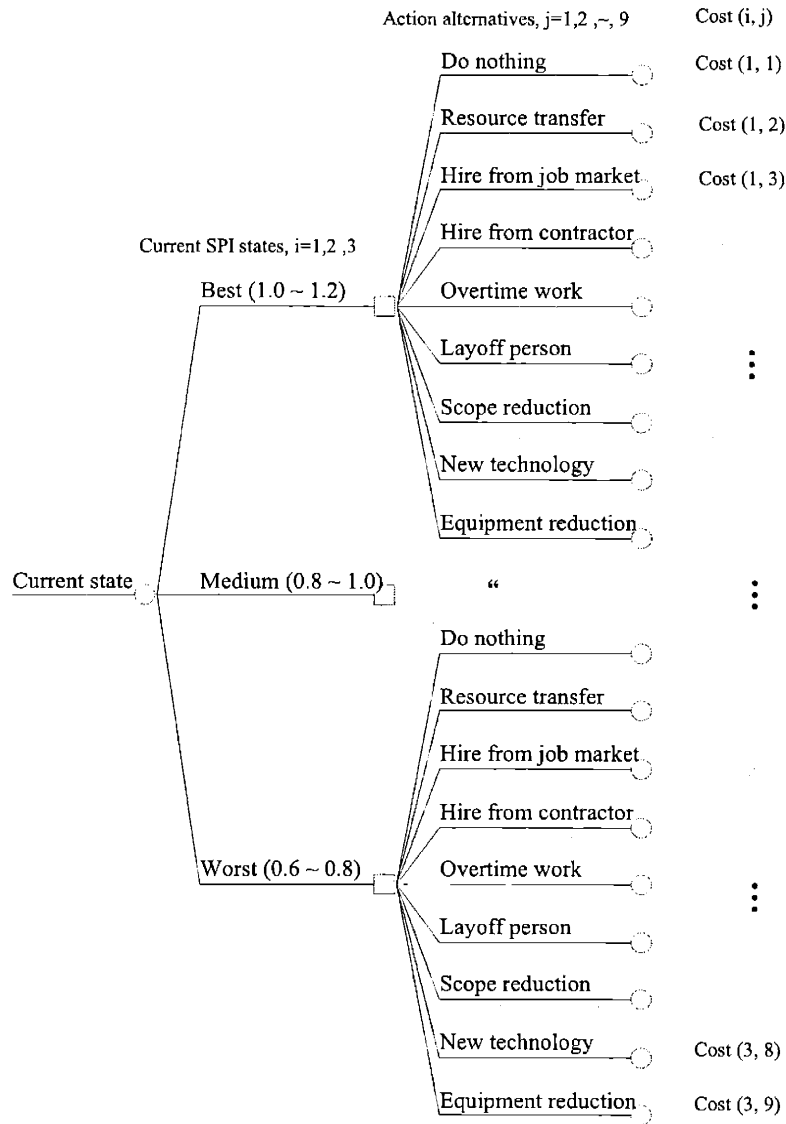 Action alternatives, j=1,2 ,~, 9 Cost (i, j)
Do nothing Cost (1, 1)
Resource transfer Cost (1, 2)
Hire from job market Cost (1, 3)
Hire from contractor
Current SPI states, i=1,2 ,3
Best (1.0 ~ 1.2) Overtime work
Layoff person
Scope reduction
New technology
Equipment reduction
Current state Medium (0.8 ~ 1.0) “
Do nothing
Resource transfer
Hire from job market
Hire from contractor
Worst (0.6 ~ 0.8) Overtime work
Layoff person
Scope reduction
New technology Cost (3, 8)
Equipment reduction Cost (3, 9)